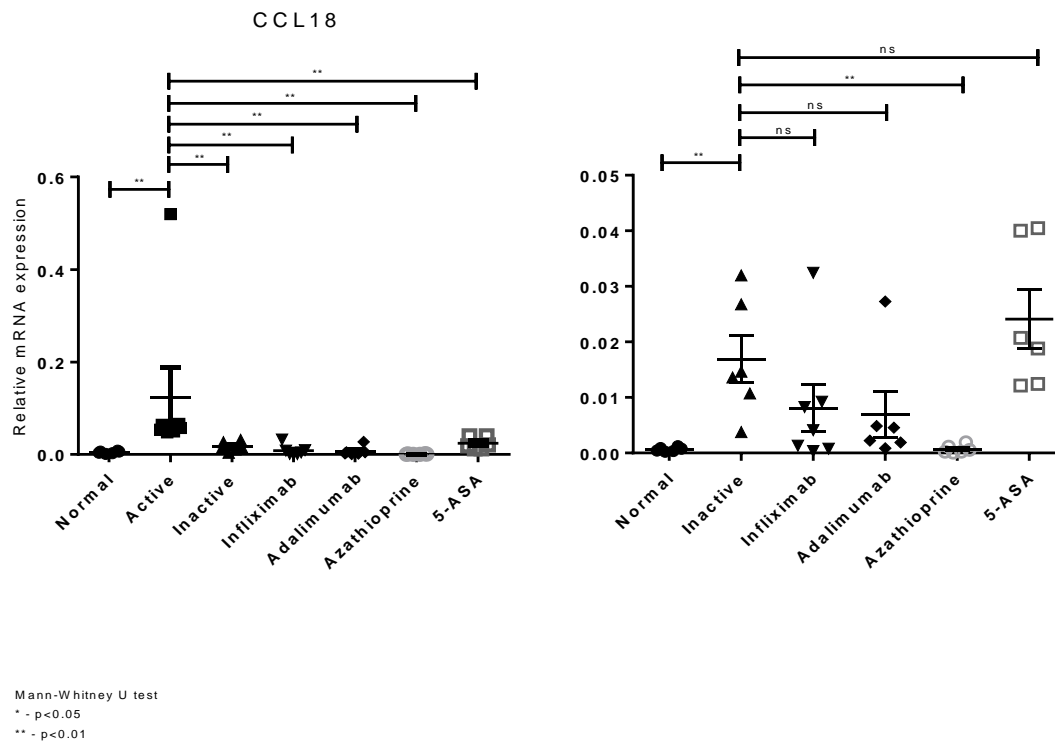 CCL18
**
**
**
**
**
**
Relative mRNA expression
0.6
0.4
0.2
0.0
Normal
Active
Inactive
Infliximab
Adalimumab
Azathioprine
5-ASA
ns
**
ns
ns
**
0.05
0.04
0.03
0.02
0.01
0.00
Normal
Inactive
Infliximab
Adalimumab
Azathioprine
5-ASA
Mann-Whitney U test
* - p<0.05
** - p<0.01